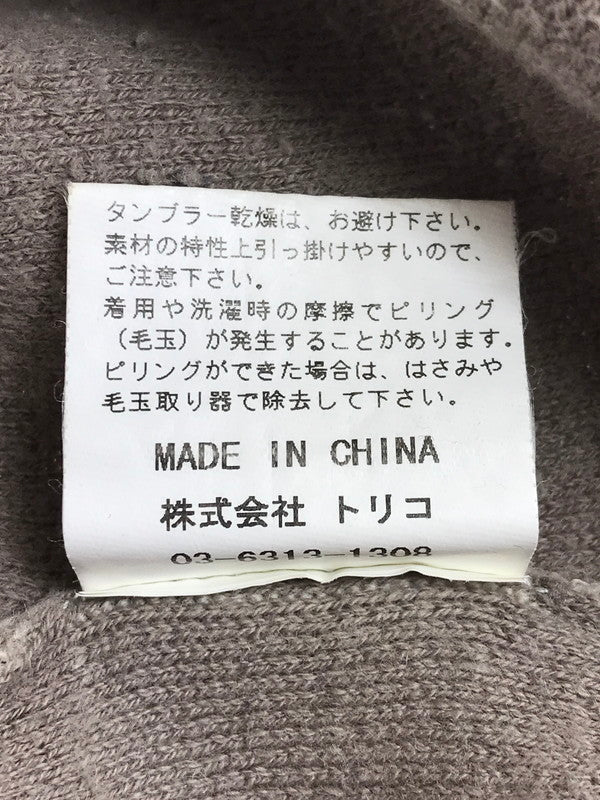 タンブラー乾燥は、お避け下さい。
素材の特性上引っ掛けやすいので、
ご注意下さい。
着用や洗濯時の摩擦でピリング
（毛玉）が発生することがあります.
ピリングができた場合は、はさみや
毛玉取り器で除去して下さい。
MADE IN CHINA
株式会社 トリコ
03-6313-1308